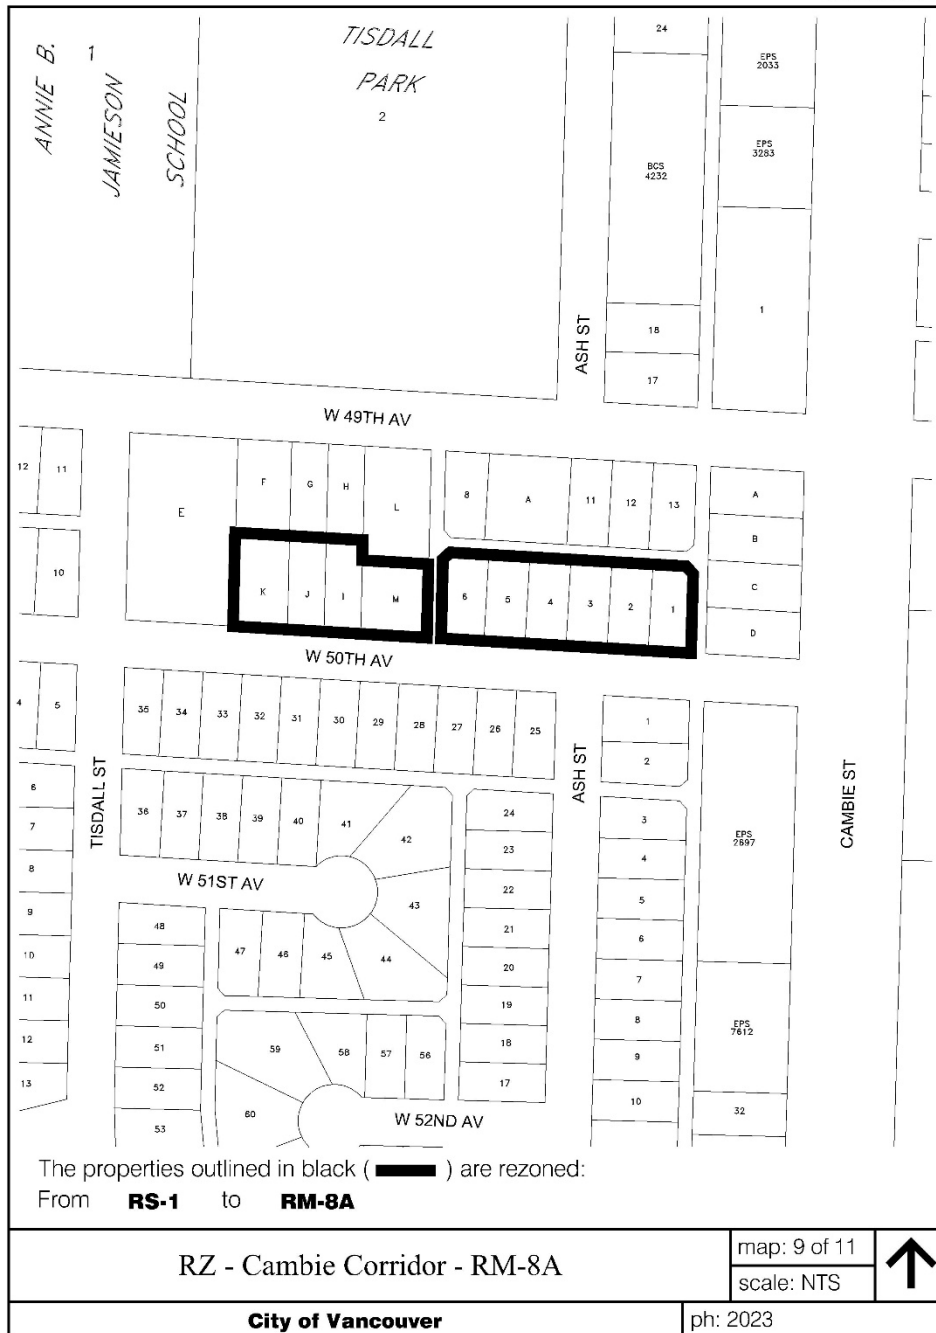 ANNIE B.
1
JAMIESON
SCHOOL
TISDALL
PARK
2
24
EPS
2033
EPS
3283
BCS
4232
1
18
17
ASH ST
W 49TH AV
12
11
10
E
F
G
H
L
K
J
I
M
8
A
11
12
13
6
5
4
3
2
1
A
B
C
D
W 50TH AV
4
5
35
34
33
32
31
30
29
28
27
26
25
1
2
TISDALL ST
ASH ST
CAMBIE ST
6
7
8
9
10
11
12
13
36
37
38
39
40
41
42
43
44
45
46
47
W 51ST AV
24
23
22
21
20
19
18
17
3
4
5
6
7
8
9
10
EPS
2897
EPS
7612
32
48
49
50
51
52
53
59
58
57
56
60
W 52ND AV
The properties outlined in black ( ) are rezoned:
From RS-1 to RM-8A
RZ - Cambie Corridor - RM-8A
map: 9 of 11
scale: NTS
City of Vancouver
ph: 2023